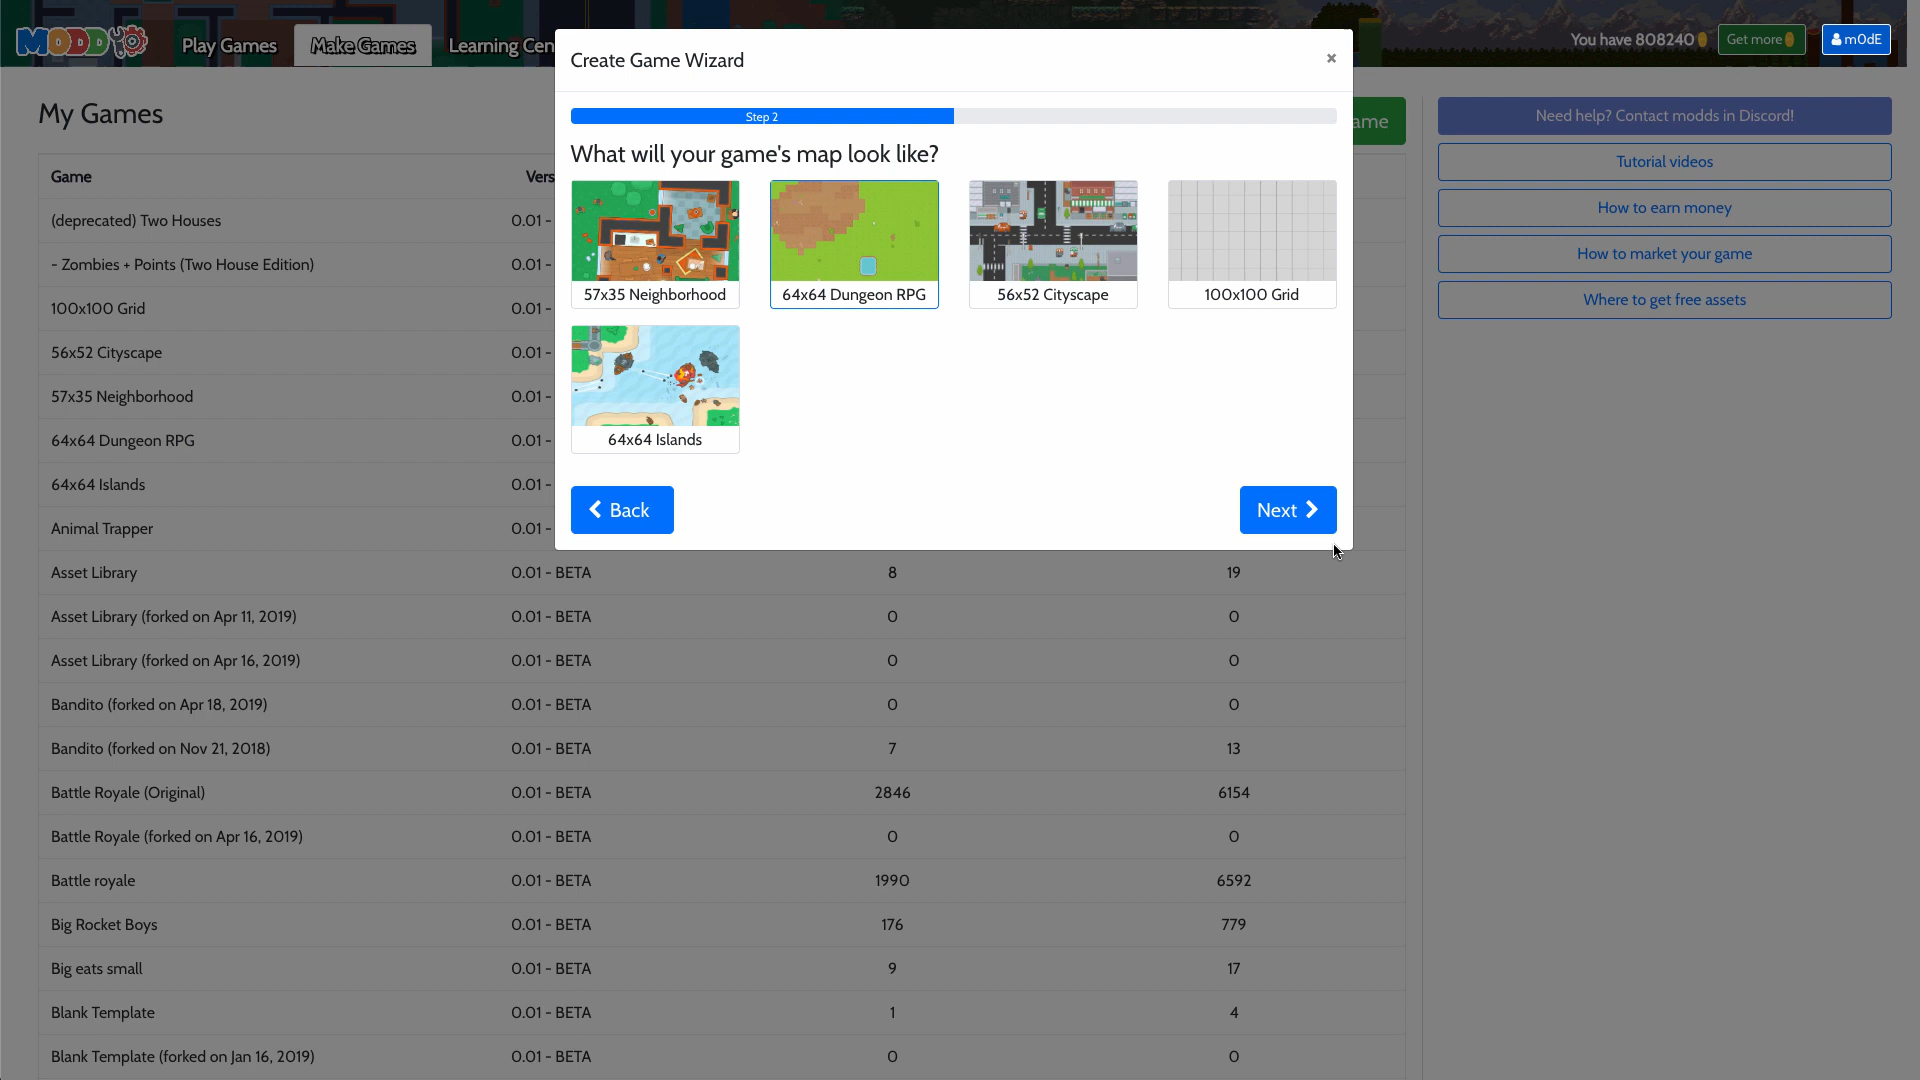 MODD
Play Games
Make Games
Learning Cen
You have 808240
Get more
m0dE
Create Game Wizard
×
Step 2
What will your game's map look like?
57x35 Neighborhood
64x64 Dungeon RPG
56x52 Cityscape
100x100 Grid
64x64 Islands
Back
Next
My Games
ame
Game
Vers
(deprecated) Two Houses
0.01 -
- Zombies + Points (Two House Edition)
0.01 -
100x100 Grid
0.01 -
56x52 Cityscape
0.01 -
57x35 Neighborhood
0.01 -
64x64 Dungeon RPG
0.01 -
64x64 Islands
0.01 -
Animal Trapper
0.01 -
Asset Library 0.01 - BETA 8 19
Asset Library (forked on Apr 11, 2019) 0.01 - BETA 0 0
Asset Library (forked on Apr 16, 2019) 0.01 - BETA 0 0
Bandito (forked on Apr 18, 2019) 0.01 - BETA 0 0
Bandito (forked on Nov 21, 2018) 0.01 - BETA 7 13
Battle Royale (Original) 0.01 - BETA 2846 6154
Battle Royale (forked on Apr 16, 2019) 0.01 - BETA 0 0
Battle royale 0.01 - BETA 1990 6592
Big Rocket Boys 0.01 - BETA 176 779
Big eats small 0.01 - BETA 9 17
Blank Template 0.01 - BETA 1 4
Blank Template (forked on Jan 16, 2019) 0.01 - BETA 0 0
Need help? Contact modds in Discord!
Tutorial videos
How to earn money
How to market your game
Where to get free assets